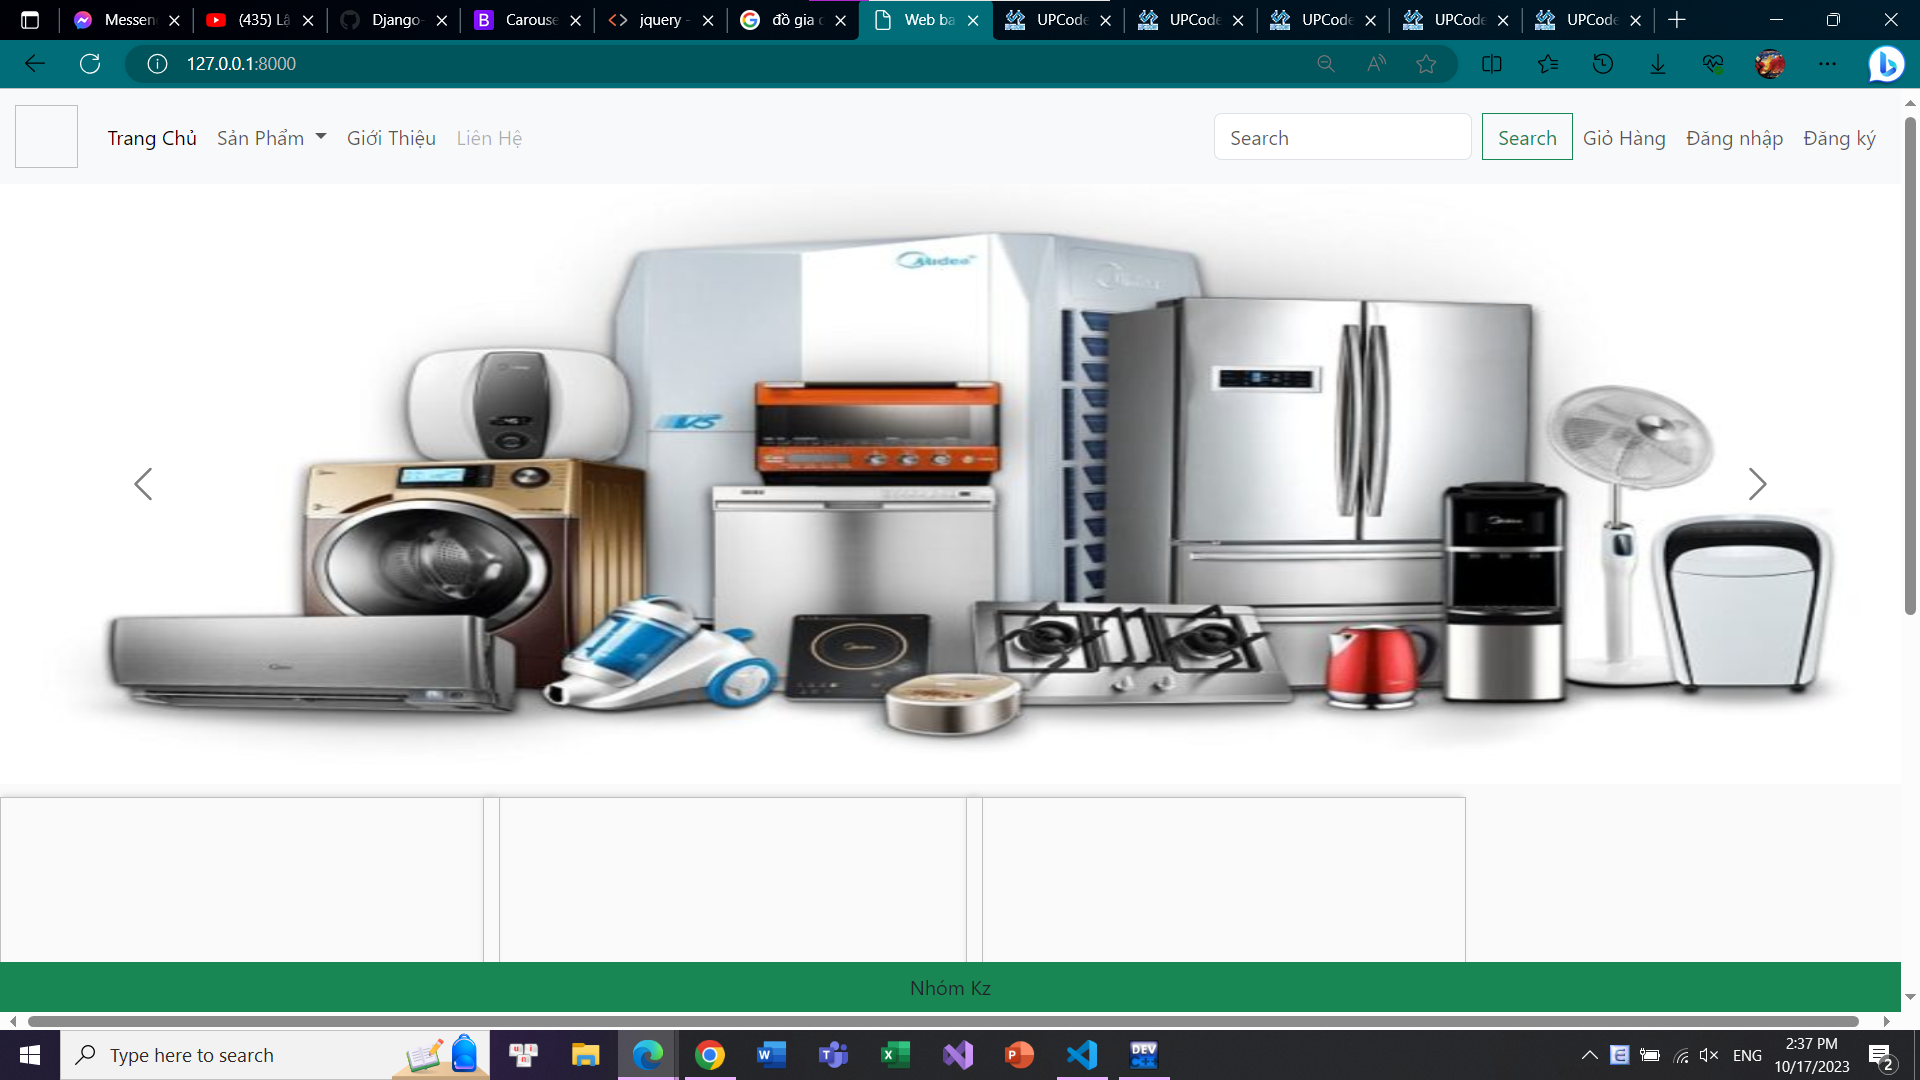 Messen
(435) Lậ
Django-
Carouse
jquery -
đồ gia d
Web ba
UPCode
UPCode
UPCode
UPCode
UPCode
127.0.0.1:8000
Trang Chủ
Sản Phẩm
Giới Thiệu
Liên Hệ
Search
Search
Giỏ Hàng
Đăng nhập
Đăng ký
Midea
V5
Nhóm Kz
Type here to search
ENG
2:37 PM
10/17/2023
2